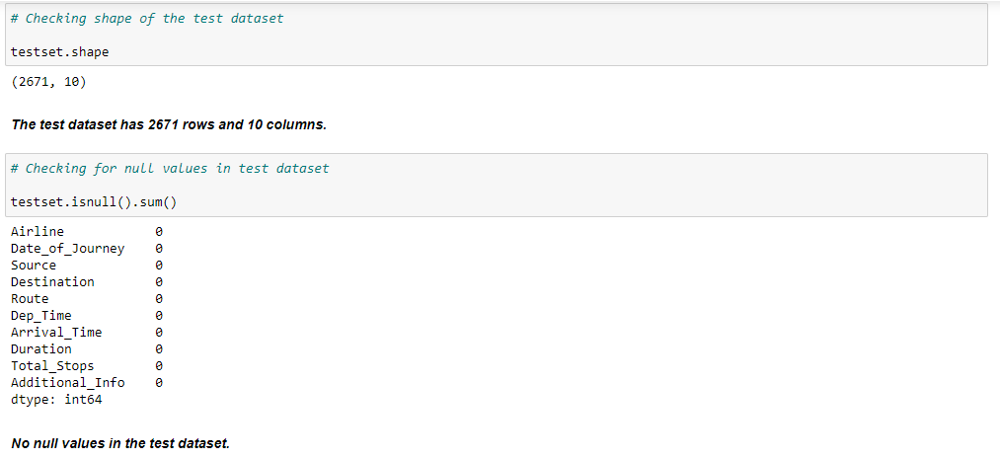 # Checking shape of the test dataset
testset.shape
(2671, 10)
The test dataset has 2671 rows and 10 columns.
# Checking for null values in test dataset
testset.isnull().sum()
Airline 0
Date_of_Journey 0
Source 0
Destination 0
Route 0
Dep_Time 0
Arrival_Time 0
Duration 0
Total_Stops 0
Additional_Info 0
dtype: int64
No null values in the test dataset.